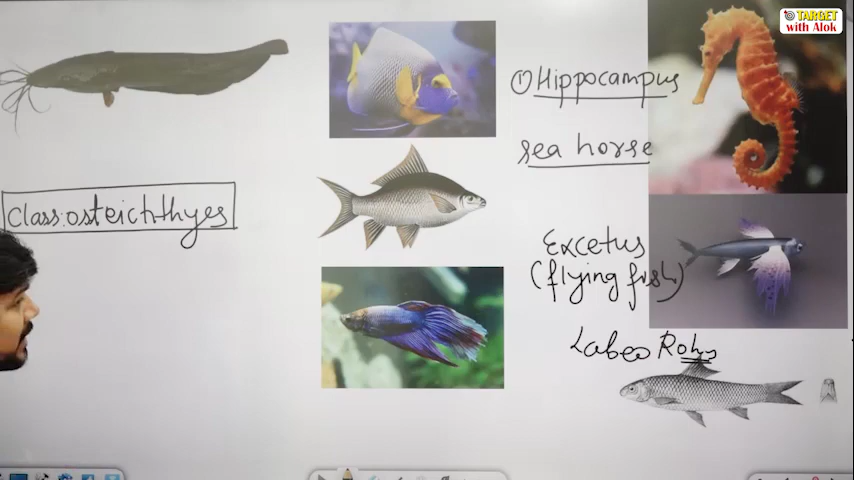 TARGET
with Alok
① Hippocampus
sea horse
Class:osteichthyes
Excetus
(flying fish)
Labeo Rohu